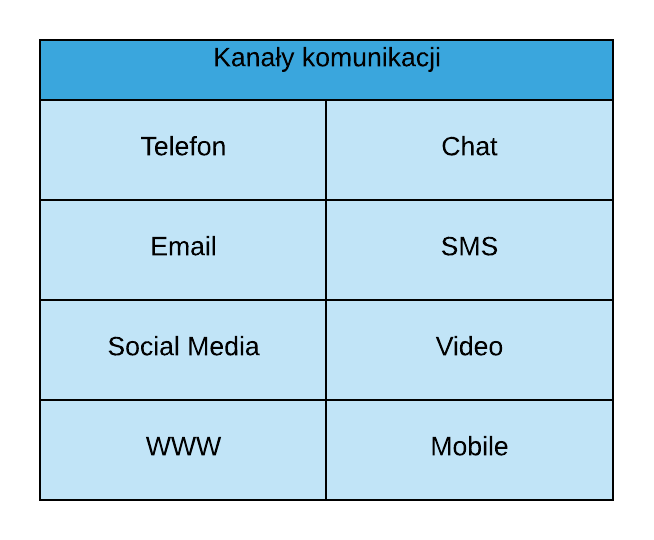 Kanały komunikacji
Telefon
Chat
Email
SMS
Social Media
Video
WWW
Mobile